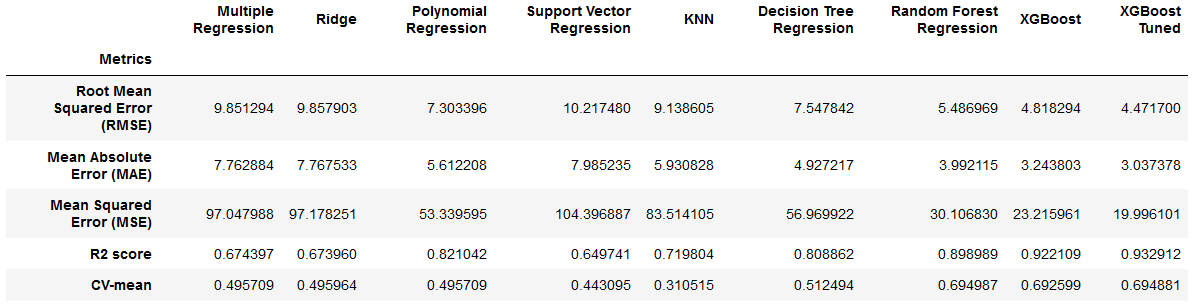 Multiple Regression Ridge Polynomial Regression Support Vector Regression KNN Decision Tree Regression Random Forest Regression XGBoost XGBoost Tuned
Metrics
Root Mean Squared Error (RMSE) 9.851294 9.857903 7.303396 10.217480 9.138605 7.547842 5.486969 4.818294 4.471700
Mean Absolute Error (MAE) 7.762884 7.767533 5.612208 7.985235 5.930828 4.927217 3.992115 3.243803 3.037378
Mean Squared Error (MSE) 97.047988 97.178251 53.339595 104.396887 83.514105 56.969922 30.106830 23.215961 19.996101
R2 score 0.674397 0.673960 0.821042 0.649741 0.719804 0.808862 0.898989 0.922109 0.932912
CV-mean 0.495709 0.495964 0.495709 0.443095 0.310515 0.512494 0.694987 0.692599 0.694881